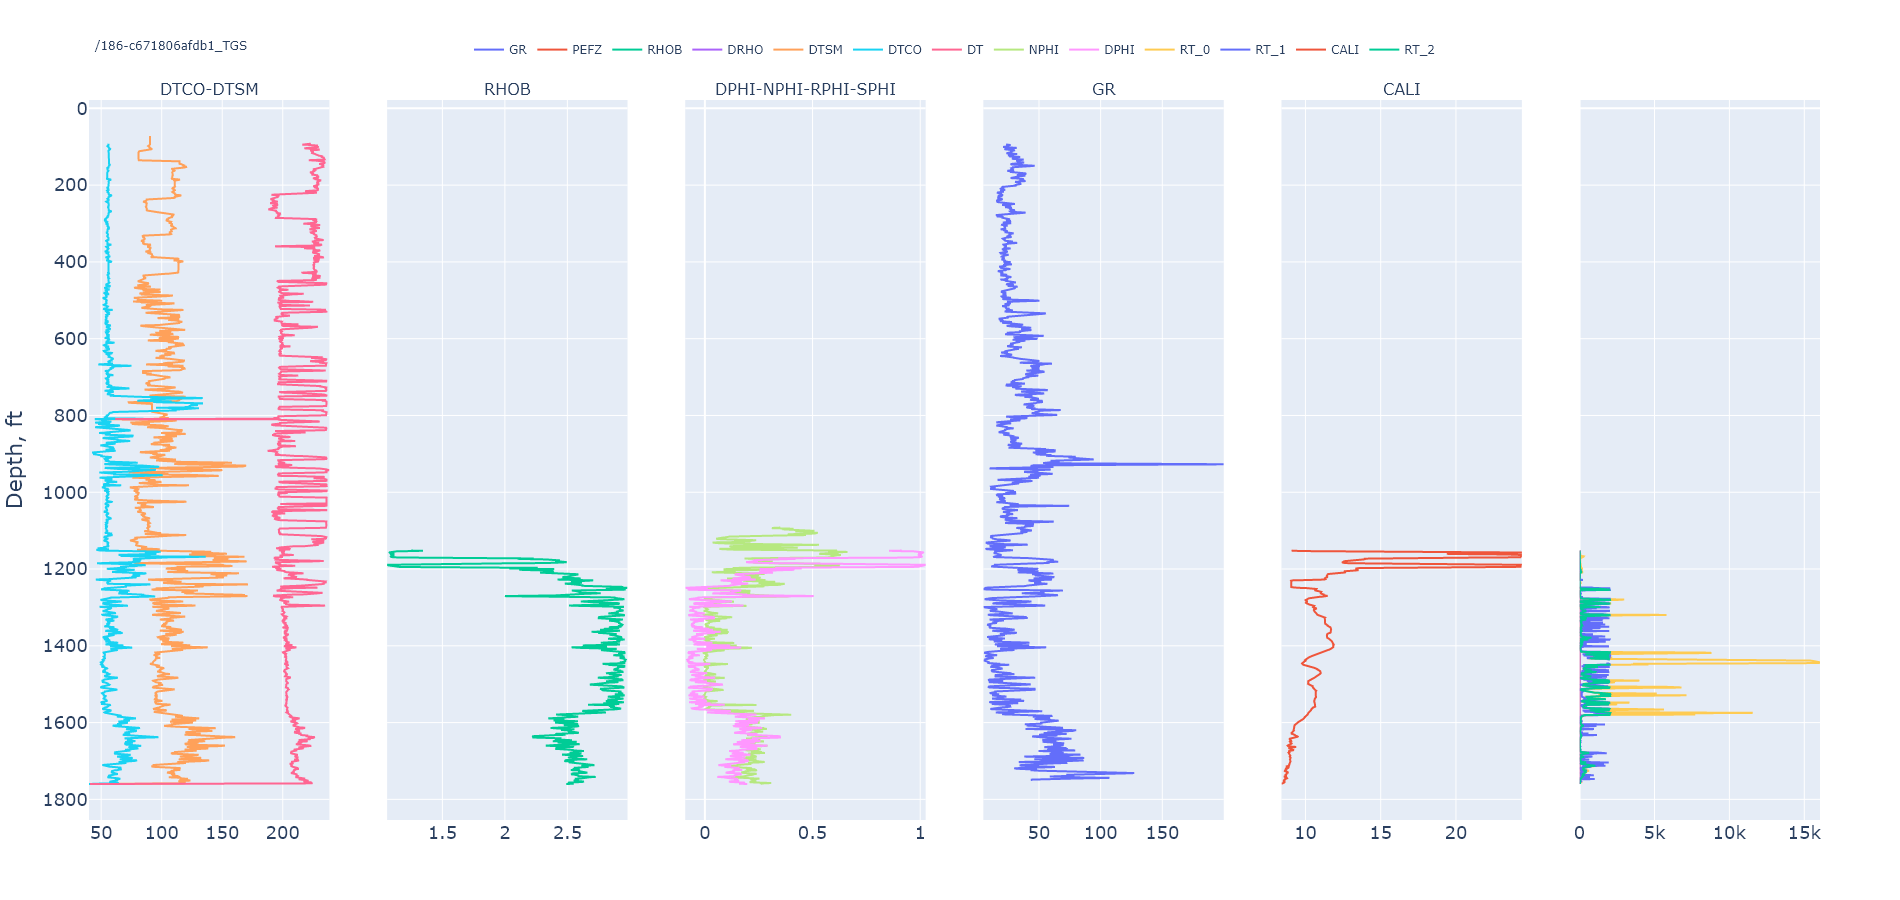 /186-c671806afdb1_TGS
GR PEFZ RHOB DRHO DTSM DTCO DT NPHI DPHI RT_0 RT_1 CALI RT_2
DTCO-DTSM RHOB DPHI-NPHI-RPHI-SPHI GR CALI
0
200
400
600
800
1000
1200
1400
1600
1800
Depth, ft
50 100 150 200 1.5 2 2.5 0 0.5 1 50 100 150 10 15 20 0 5k 10k 15k